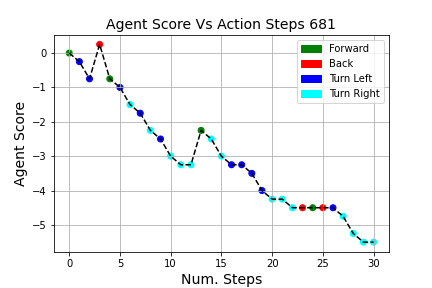 Agent Score Vs Action Steps 681
Forward
Back
Turn Left
Turn Right
Agent Score
0
−1
−2
−3
−4
−5
0 5 10 15 20 25 30
Num. Steps